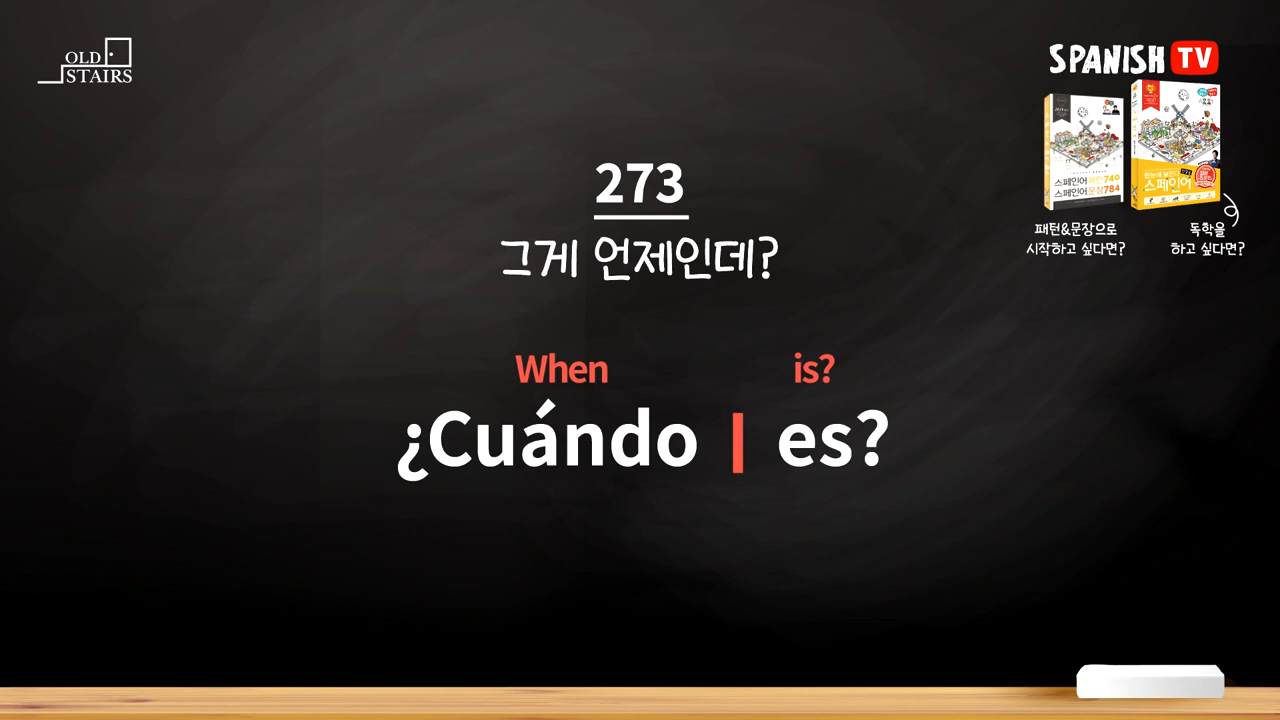 OLD
STAIRS
SPANISH TV
273
그게 언제인데?
스페인어 패턴 740
스페인어 문장 784
스페인어
패턴&문장으로
시작하고 싶다면?
독학을
하고 싶다면?
When is?
¿Cuándo | es?